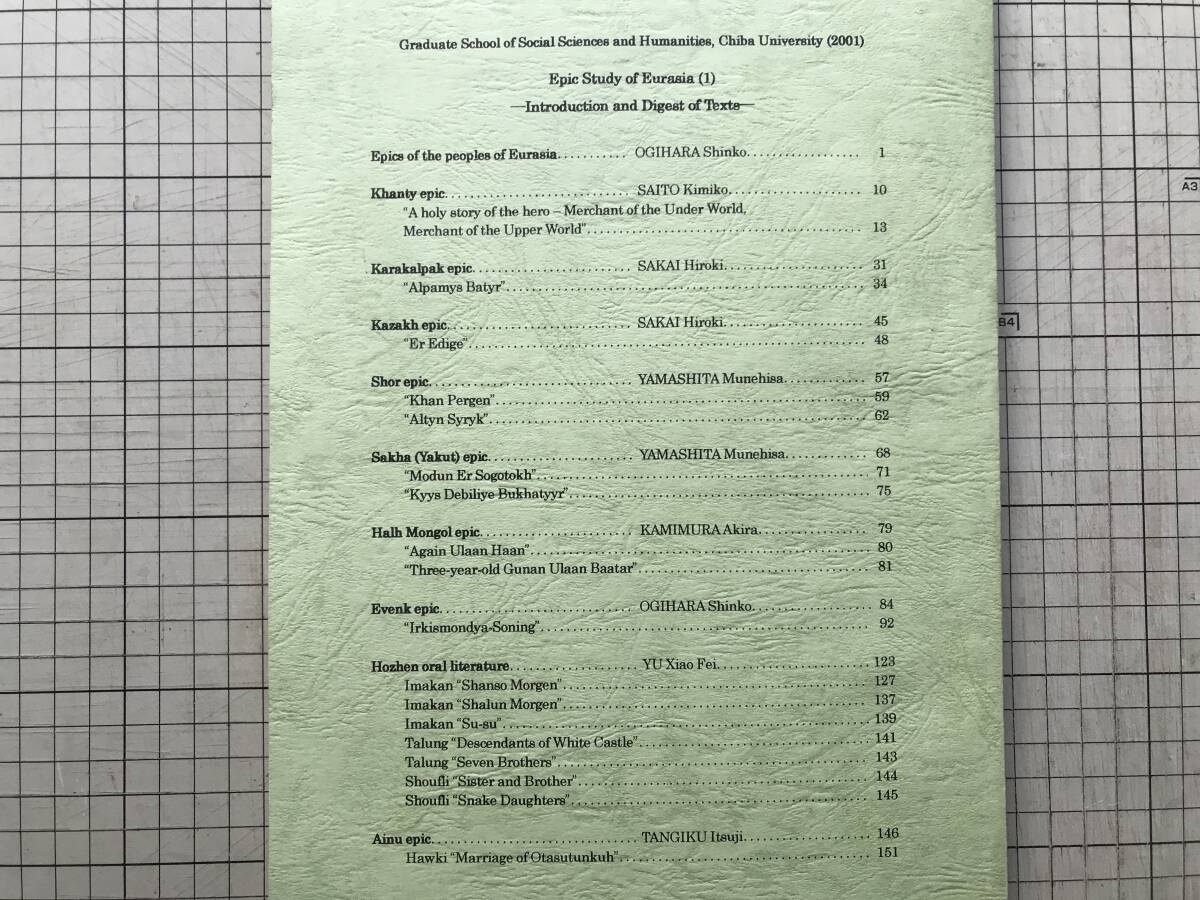 Graduate School of Social Sciences and Humanities, Chiba University (2001)
Epic Study of Eurasia (1)
—Introduction and Digest of Texts—
Epics of the peoples of Eurasia........... OGIHARA Shinko.................. 1
Khanty epic............................ SAITO Kimiko..................... 10
"A holy story of the hero – Merchant of the Under World,
Merchant of the Upper World"........................................... 13
Karakalpak epic........................ SAKAI Hiroki...................... 31
"Alpamys Batyr"....................................................... 34
Kazakh epic............................ SAKAI Hiroki...................... 45
"Er Edige"............................................................ 48
Shor epic.............................. YAMASHITA Munehisa............ 57
"Khan Pergen"......................................................... 59
"Altyn Syryk"......................................................... 62
Sakha (Yakut) epic..................... YAMASHITA Munehisa............ 68
"Modun Er Sogotokh"................................................... 71
"Kyys Debiliye Bukhatyyr"............................................. 75
Halh Mongol epic....................... KAMIMURA Akira................. 79
"Again Ulaan Haan".................................................... 80
"Three-year-old Gunan Ulaan Baatar"................................... 81
Evenk epic............................. OGIHARA Shinko.................. 84
"Irkismondya-Soning".................................................. 92
Hozhen oral literature................... YU Xiao Fei....................... 123
Imakan "Shanso Morgen"................................................ 127
Imakan "Shalun Morgen"................................................ 137
Imakan "Su-su"........................................................ 139
Talung "Descendants of White Castle".................................. 141
Talung "Seven Brothers"............................................... 143
Shoufli "Sister and Brother".......................................... 144
Shoufli "Snake Daughters"............................................. 145
Ainu epic.............................. TANGIKU Itsuji.................... 146
Hawki "Marriage of Otasutunkuh"....................................... 151
A3
B4